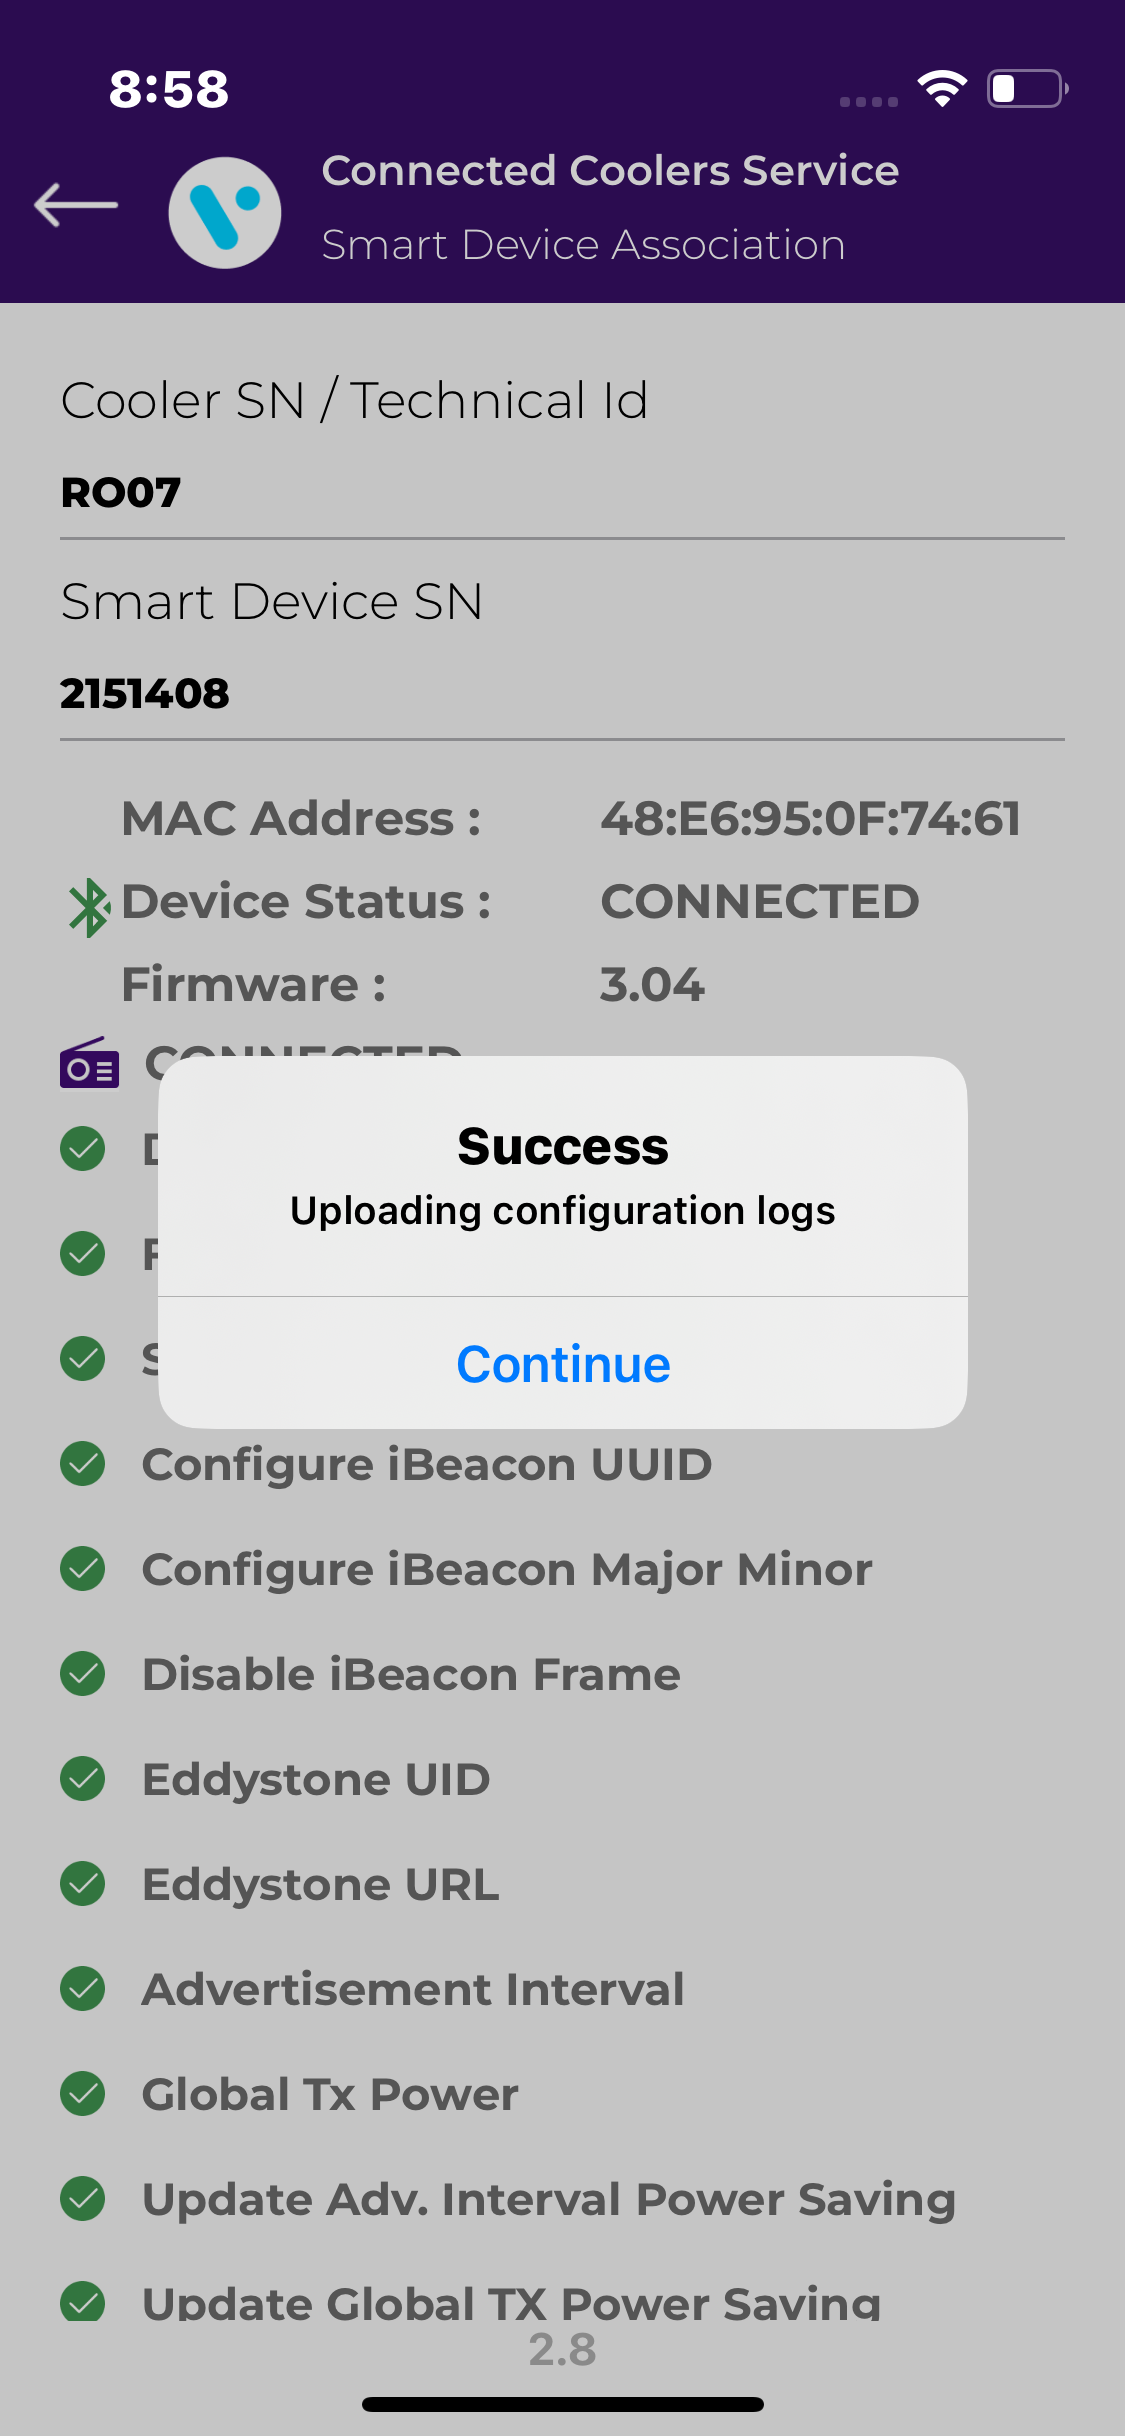 8:58
Connected Coolers Service
Smart Device Association
Cooler SN / Technical Id
RO07
Smart Device SN
2151408
MAC Address : 48:E6:95:0F:74:61
Device Status : CONNECTED
Firmware : 3.04
CONNECTED
Success
Uploading configuration logs
Continue
Configure iBeacon UUID
Configure iBeacon Major Minor
Disable iBeacon Frame
Eddystone UID
Eddystone URL
Advertisement Interval
Global Tx Power
Update Adv. Interval Power Saving
Update Global TX Power Saving
2.8